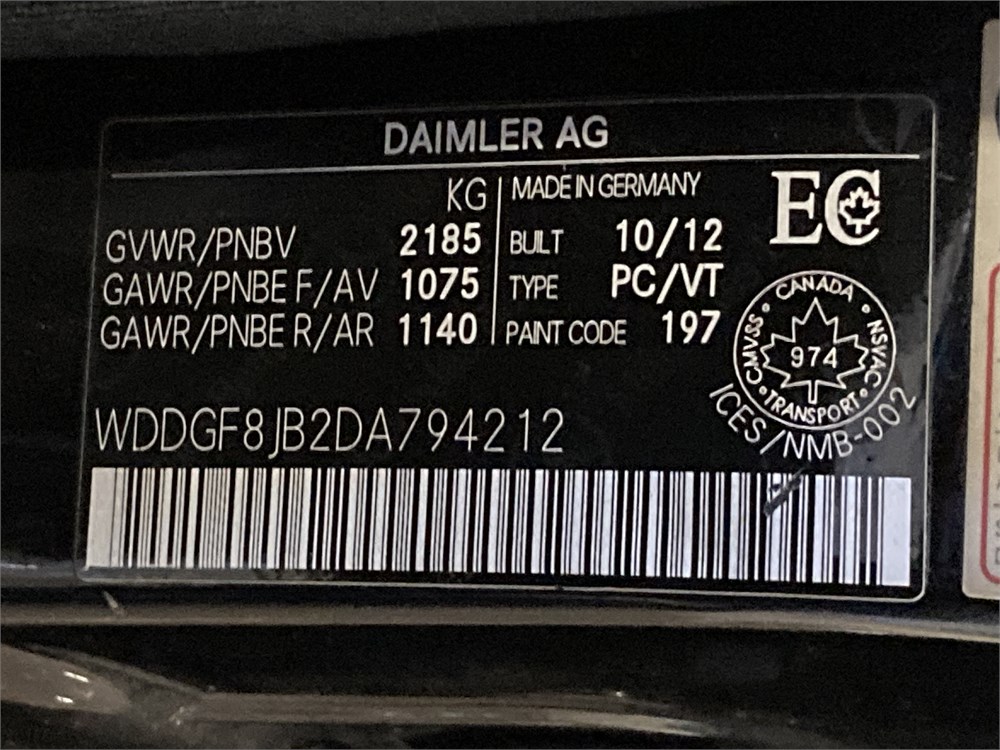 DAIMLER AG
KG
MADE IN GERMANY
GVWR/PNBV 2185
BUILT 10/12
GAWR/PNBE F/AV 1075
TYPE PC/VT
GAWR/PNBE R/AR 1140
PAINT CODE 197
EC
CANADA
CMVSS
974
NSVAC
TRANSPORT
ICES/NMB-002
WDDGF8JB2DA794212